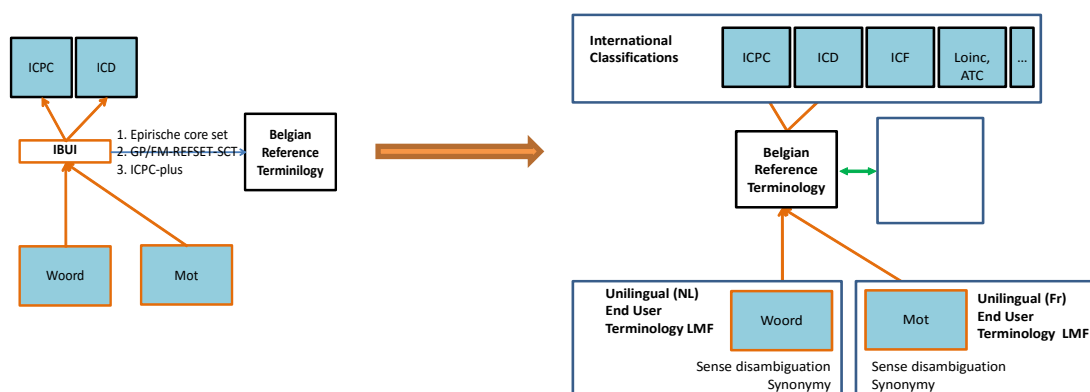 ICPC
ICD
IBUI
1. Epirische core set
2. GP/FM-REFSET-SCT
3. ICPC-plus
Belgian
Reference
Terminilogy
Woord
Mot
International
Classifications
ICPC
ICD
ICF
Loinc,
ATC
...
Belgian
Reference
Terminology
Unilingual (NL)
End User
Terminology LMF
Woord
Sense disambiguation
Synonymy
Mot
Unilingual (Fr)
End User
Terminology LMF
Sense disambiguation
Synonymy